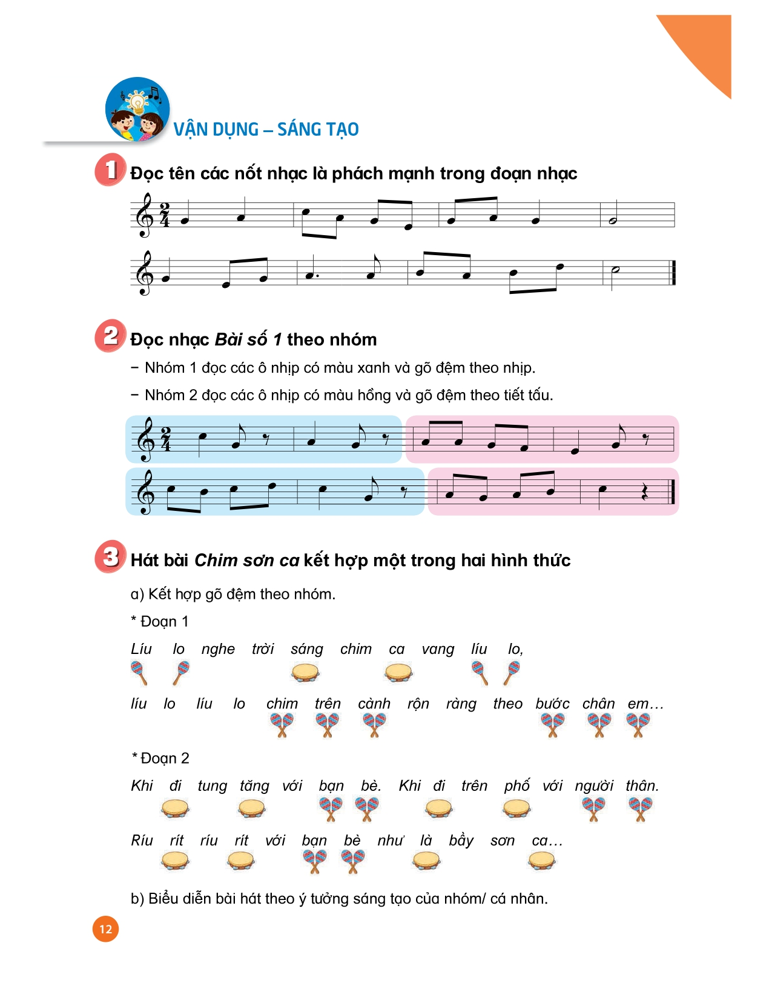 VẬN DỤNG – SÁNG TẠO
1 Đọc tên các nốt nhạc là phách mạnh trong đoạn nhạc
2 4
2 Đọc nhạc Bài số 1 theo nhóm
– Nhóm 1 đọc các ô nhịp có màu xanh và gõ đệm theo nhịp.
– Nhóm 2 đọc các ô nhịp có màu hồng và gõ đệm theo tiết tấu.
2 4
3 Hát bài Chim sơn ca kết hợp một trong hai hình thức
a) Kết hợp gõ đệm theo nhóm.
* Đoạn 1
Líu lo nghe trời sáng chim ca vang líu lo,
líu lo líu lo chim trên cành rộn ràng theo bước chân em...
* Đoạn 2
Khi đi tung tăng với bạn bè. Khi đi trên phố với người thân.
Ríu rít ríu rít với bạn bè như là bầy sơn ca...
b) Biểu diễn bài hát theo ý tưởng sáng tạo của nhóm/ cá nhân.
12